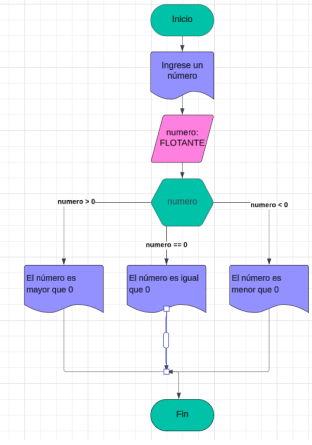 Inicio
Ingrese un
número
numero:
FLOTANTE
numero
numero > 0
numero < 0
numero == 0
El número es
mayor que 0
El número es igual
que 0
El número es
menor que 0
Fin